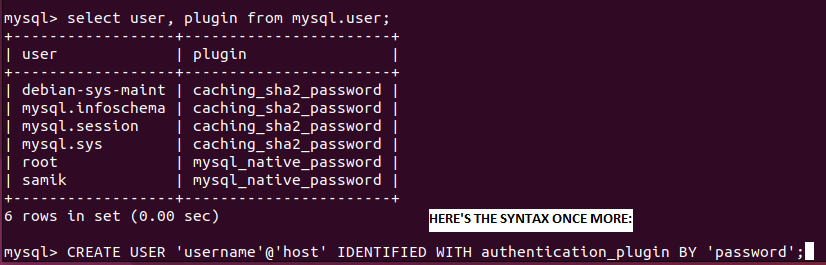 mysql> select user, plugin from mysql.user;
+------------------+-----------------------+
| user             | plugin                |
+------------------+-----------------------+
| debian-sys-maint | caching_sha2_password |
| mysql.infoschema | caching_sha2_password |
| mysql.session    | caching_sha2_password |
| mysql.sys        | caching_sha2_password |
| root             | mysql_native_password |
| samik            | mysql_native_password |
+------------------+-----------------------+
6 rows in set (0.00 sec)
HERE'S THE SYNTAX ONCE MORE:
mysql> CREATE USER 'username'@'host' IDENTIFIED WITH authentication_plugin BY 'password';